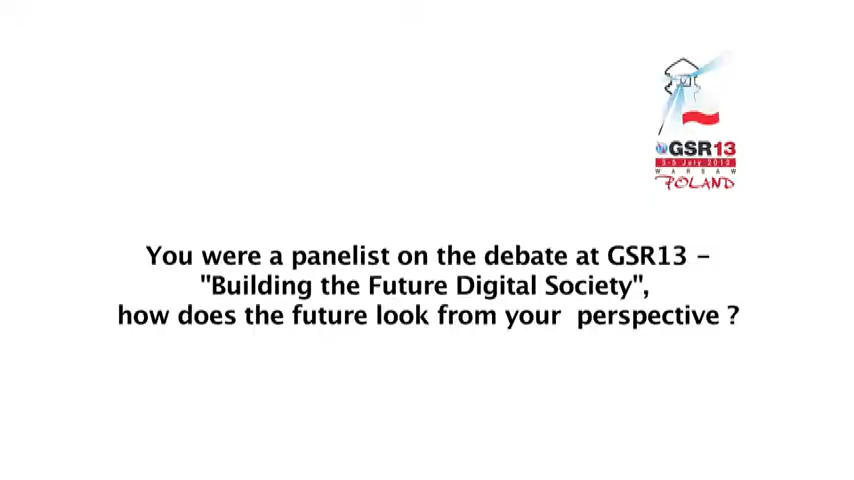 GSR13
3-5 July 2013
WARSAW
POLAND
You were a panelist on the debate at GSR13 -
"Building the Future Digital Society",
how does the future look from your  perspective ?